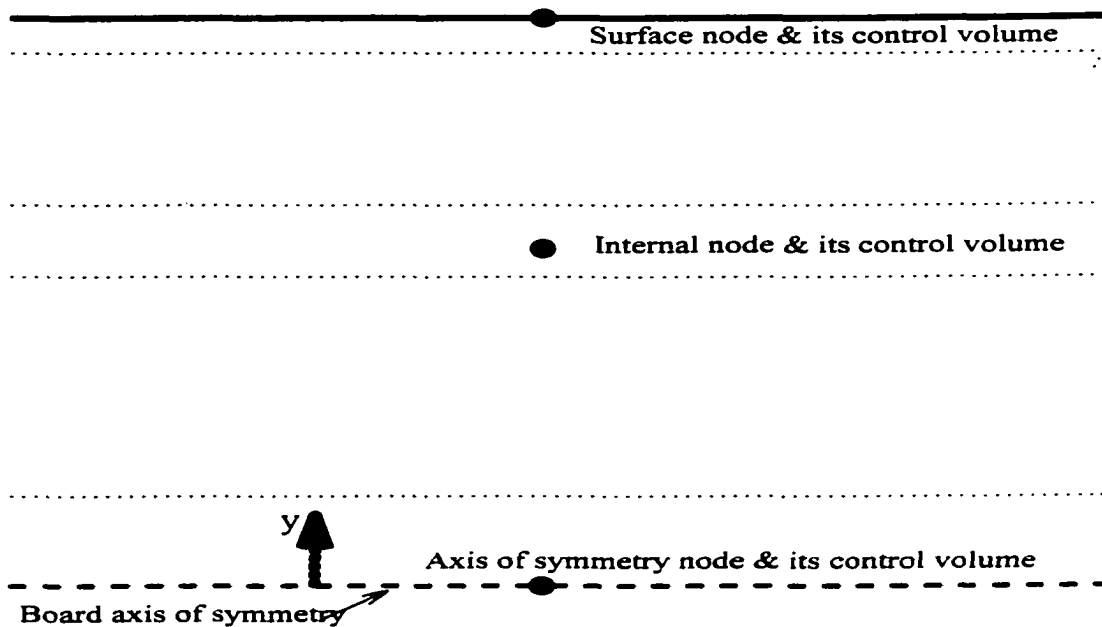 Surface node & its control volume
Internal node & its control volume
y
Axis of symmetry node & its control volume
Board axis of symmetry